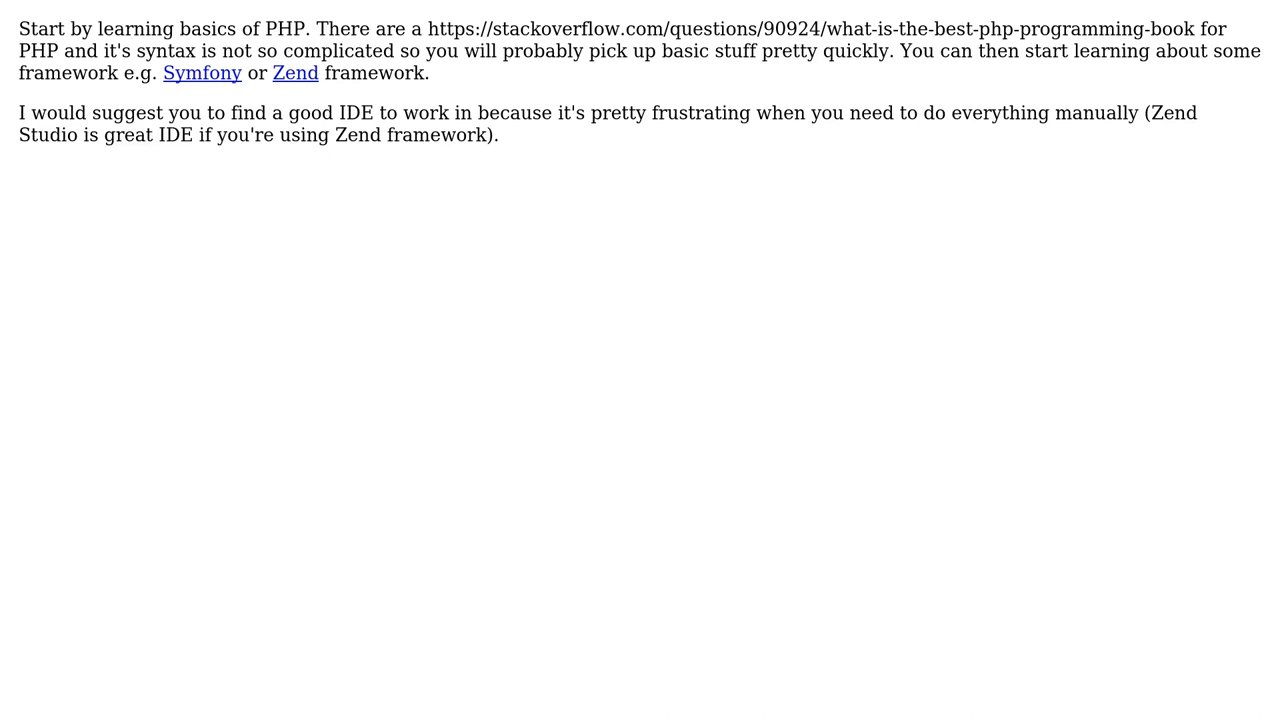 Start by learning basics of PHP. There are a https://stackoverflow.com/questions/90924/what-is-the-best-php-programming-book for
PHP and it's syntax is not so complicated so you will probably pick up basic stuff pretty quickly. You can then start learning about some
framework e.g. Symfony or Zend framework.
I would suggest you to find a good IDE to work in because it's pretty frustrating when you need to do everything manually (Zend
Studio is great IDE if you're using Zend framework).